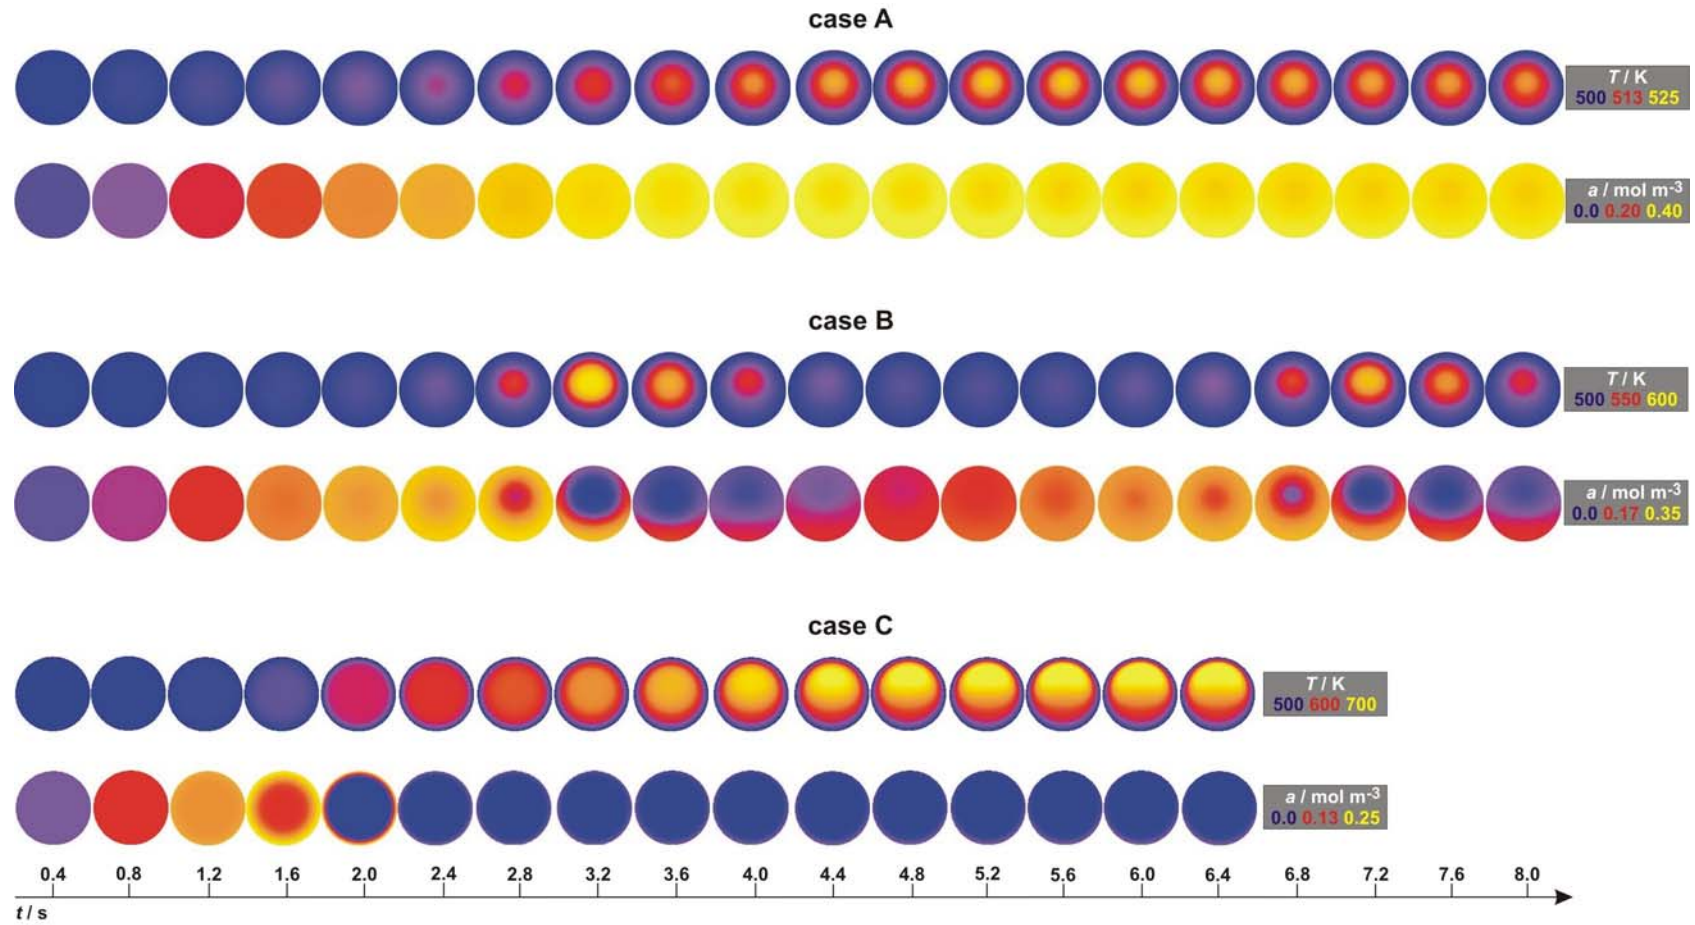 case A
T / K
500 513 525
a / mol m-3
0.0 0.20 0.40
case B
T / K
500 550 600
a / mol m-3
0.0 0.17 0.35
case C
T / K
500 600 700
a / mol m-3
0.0 0.13 0.25
0.4 0.8 1.2 1.6 2.0 2.4 2.8 3.2 3.6 4.0 4.4 4.8 5.2 5.6 6.0 6.4 6.8 7.2 7.6 8.0
t / s